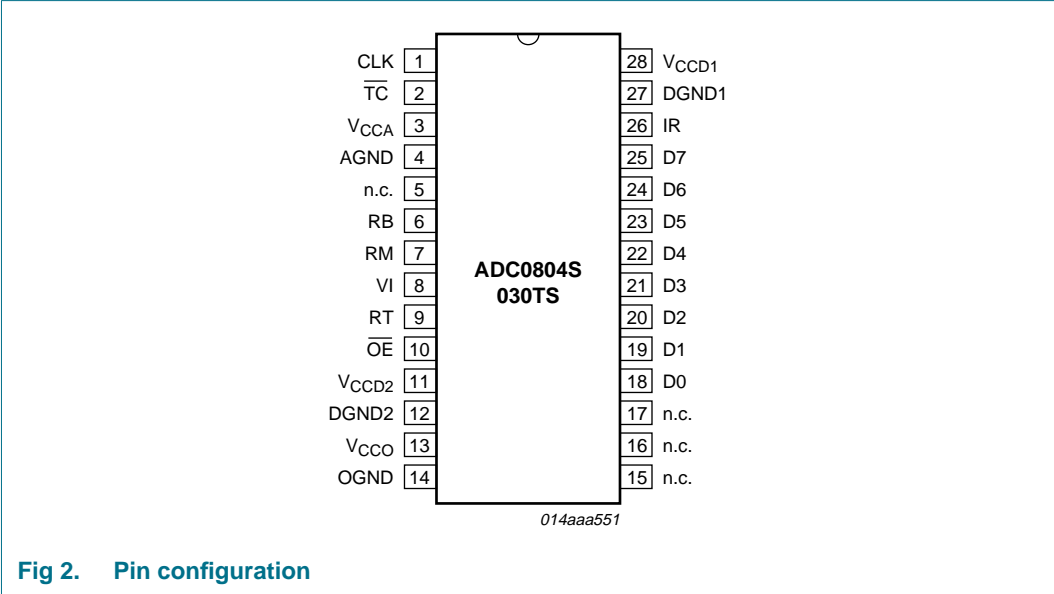 CLK 1
T̅C̅ 2
VCCA 3
AGND 4
n.c. 5
RB 6
RM 7
VI 8
RT 9
O̅E̅ 10
VCCD2 11
DGND2 12
VCCO 13
OGND 14
ADC0804S
030TS
28 VCCD1
27 DGND1
26 IR
25 D7
24 D6
23 D5
22 D4
21 D3
20 D2
19 D1
18 D0
17 n.c.
16 n.c.
15 n.c.
014aaa551
Fig 2. Pin configuration